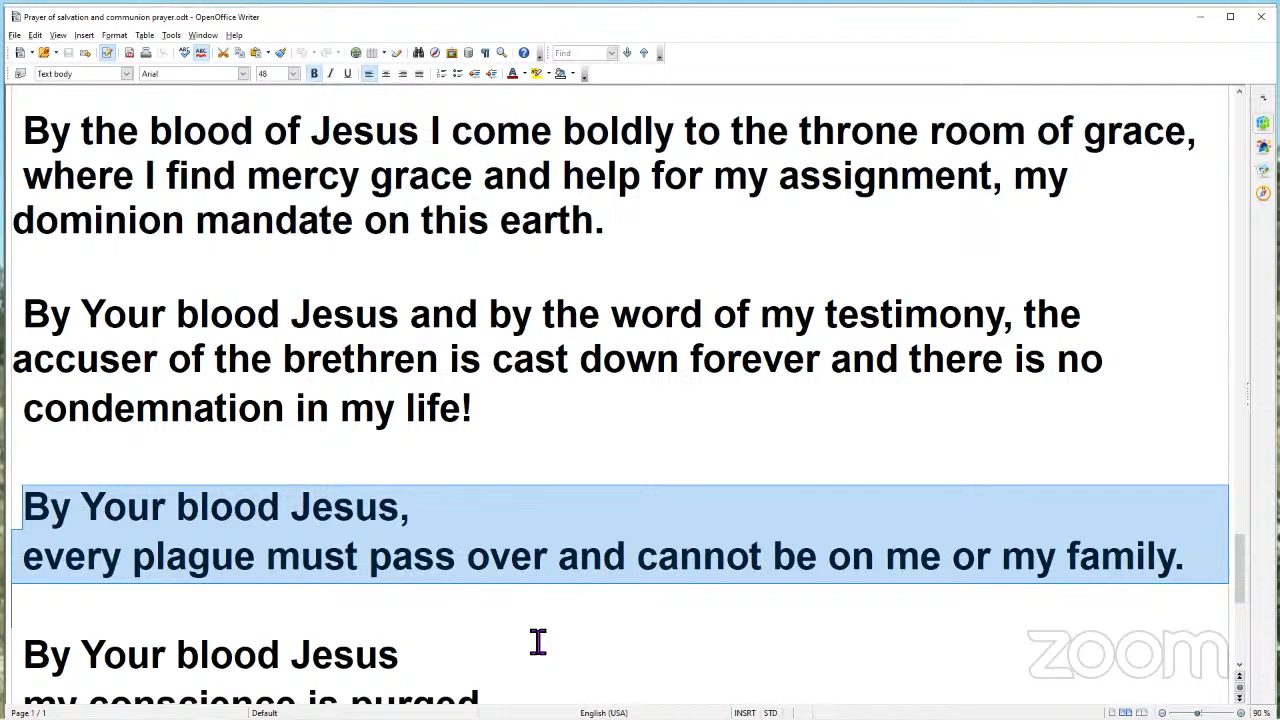 Prayer of salvation and communion prayer.odt - OpenOffice Writer
File Edit View Insert Format Table Tools Window Help
Find
Text body Arial 48
By the blood of Jesus I come boldly to the throne room of grace,
where I find mercy grace and help for my assignment, my
dominion mandate on this earth.
By Your blood Jesus and by the word of my testimony, the
accuser of the brethren is cast down forever and there is no
condemnation in my life!
By Your blood Jesus,
every plague must pass over and cannot be on me or my family.
By Your blood Jesus
my conscience is purged
zoom
Page 1 / 1 Default English (USA) INSRT STD 90 %